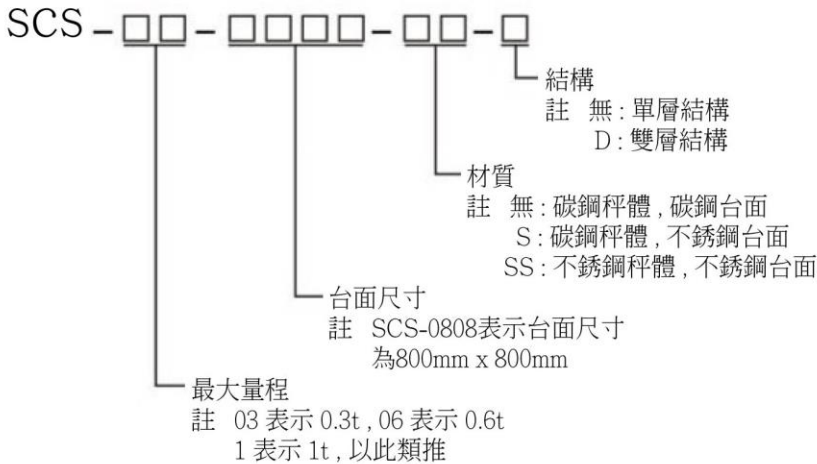 SCS – □□ – □□□□ – □□ – □
結構
註 無 : 單層結構
D : 雙層結構
材質
註 無 : 碳鋼秤體 , 碳鋼台面
S : 碳鋼秤體 , 不銹鋼台面
SS : 不銹鋼秤體 , 不銹鋼台面
台面尺寸
註 SCS-0808表示台面尺寸
為800mm x 800mm
最大量程
註 03 表示 0.3t , 06 表示 0.6t
1 表示 1t , 以此類推